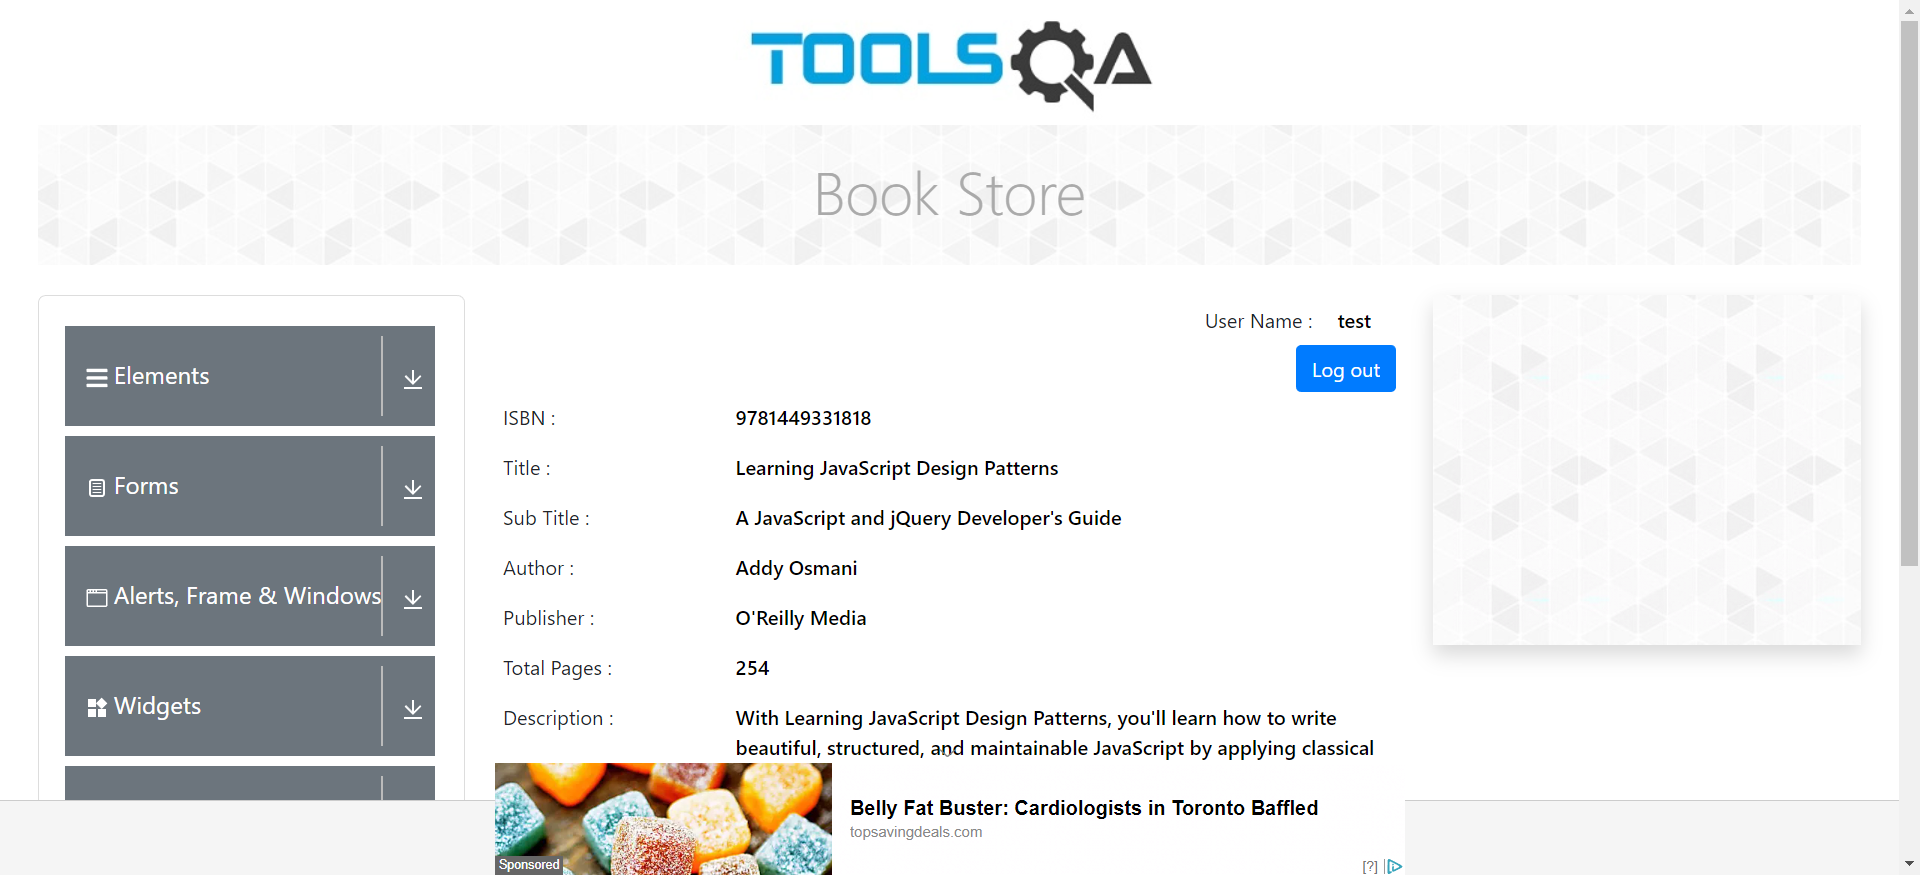 TOOLSQA
Book Store
User Name : test
Log out
Elements
Forms
Alerts, Frame & Windows
Widgets
ISBN : 9781449331818
Title : Learning JavaScript Design Patterns
Sub Title : A JavaScript and jQuery Developer's Guide
Author : Addy Osmani
Publisher : O'Reilly Media
Total Pages : 254
Description : With Learning JavaScript Design Patterns, you'll learn how to write
beautiful, structured, and maintainable JavaScript by applying classical
Belly Fat Buster: Cardiologists in Toronto Baffled
topsavingdeals.com
Sponsored
[?]